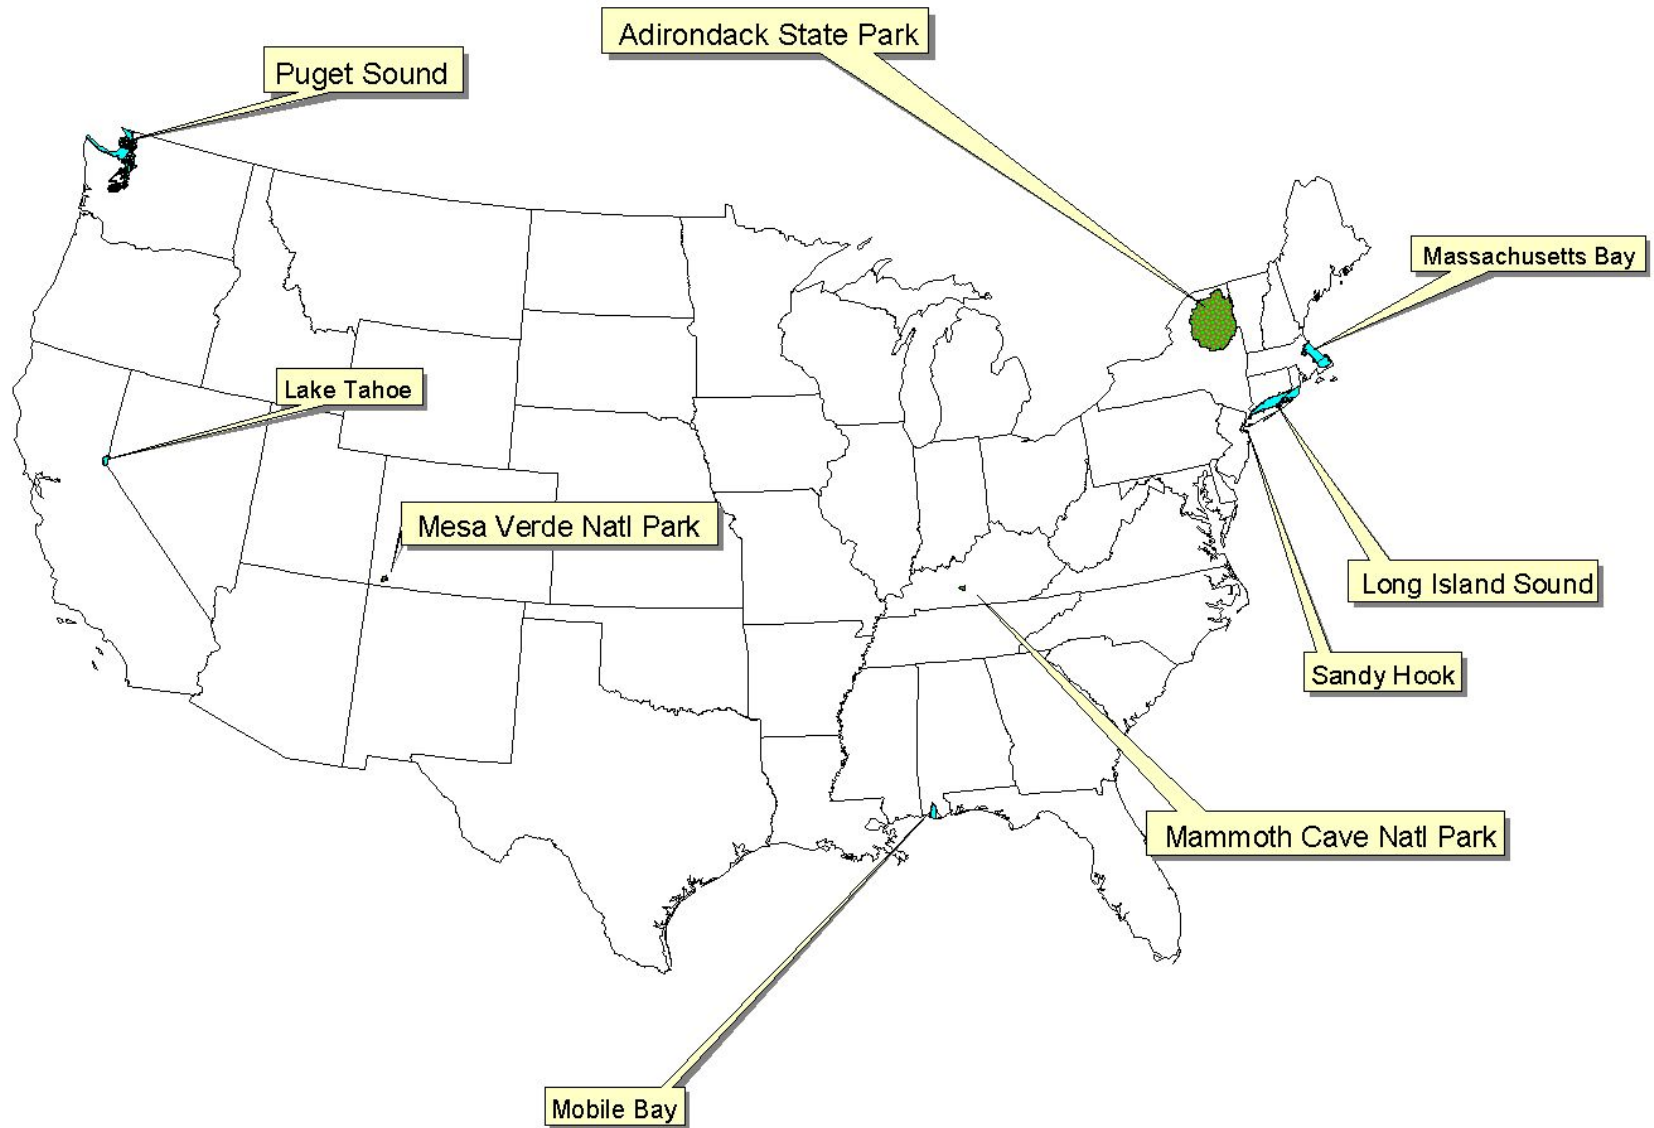 Adirondack State Park
Puget Sound
Massachusetts Bay
Lake Tahoe
Mesa Verde Natl Park
Long Island Sound
Sandy Hook
Mammoth Cave Natl Park
Mobile Bay